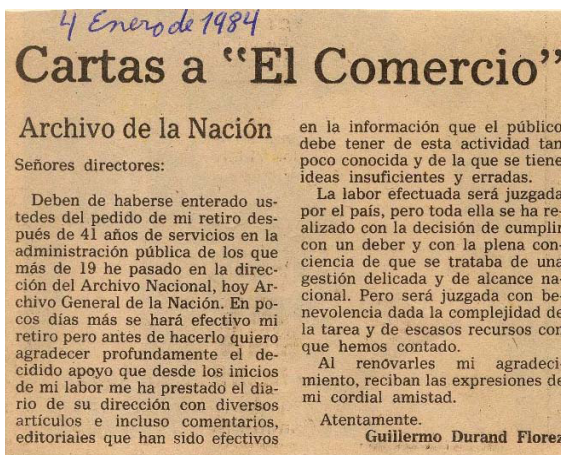 4 Enero de 1984
Cartas a "El Comercio"
Archivo de la Nación
Señores directores:
Deben de haberse enterado us-
tedes del pedido de mi retiro des-
pués de 41 años de servicios en la
administración pública de los que
más de 19 he pasado en la direc-
ción del Archivo Nacional, hoy Ar-
chivo General de la Nación. En po-
cos días más se hará efectivo mi
retiro pero antes de hacerlo quiero
agradecer profundamente el de-
cidido apoyo que desde los inicios
de mi labor me ha prestado el dia-
rio de su dirección con diversos
artículos e incluso comentarios,
editoriales que han sido efectivos
en la información que el público
debe tener de esta actividad tan
poco conocida y de la que se tiene
ideas insuficientes y erradas.
La labor efectuada será juzgada
por el país, pero toda ella se ha re-
alizado con la decisión de cumplir
con un deber y con la plena con-
ciencia de que se trataba de una
gestión delicada y de alcance na-
cional. Pero será juzgada con be-
nevolencia dada la complejidad de
la tarea y de escasos recursos con
que hemos contado.
Al renovarles mi agradeci-
miento, reciban las expresiones de
mi cordial amistad.
Atentamente.
Guillermo Durand Florez